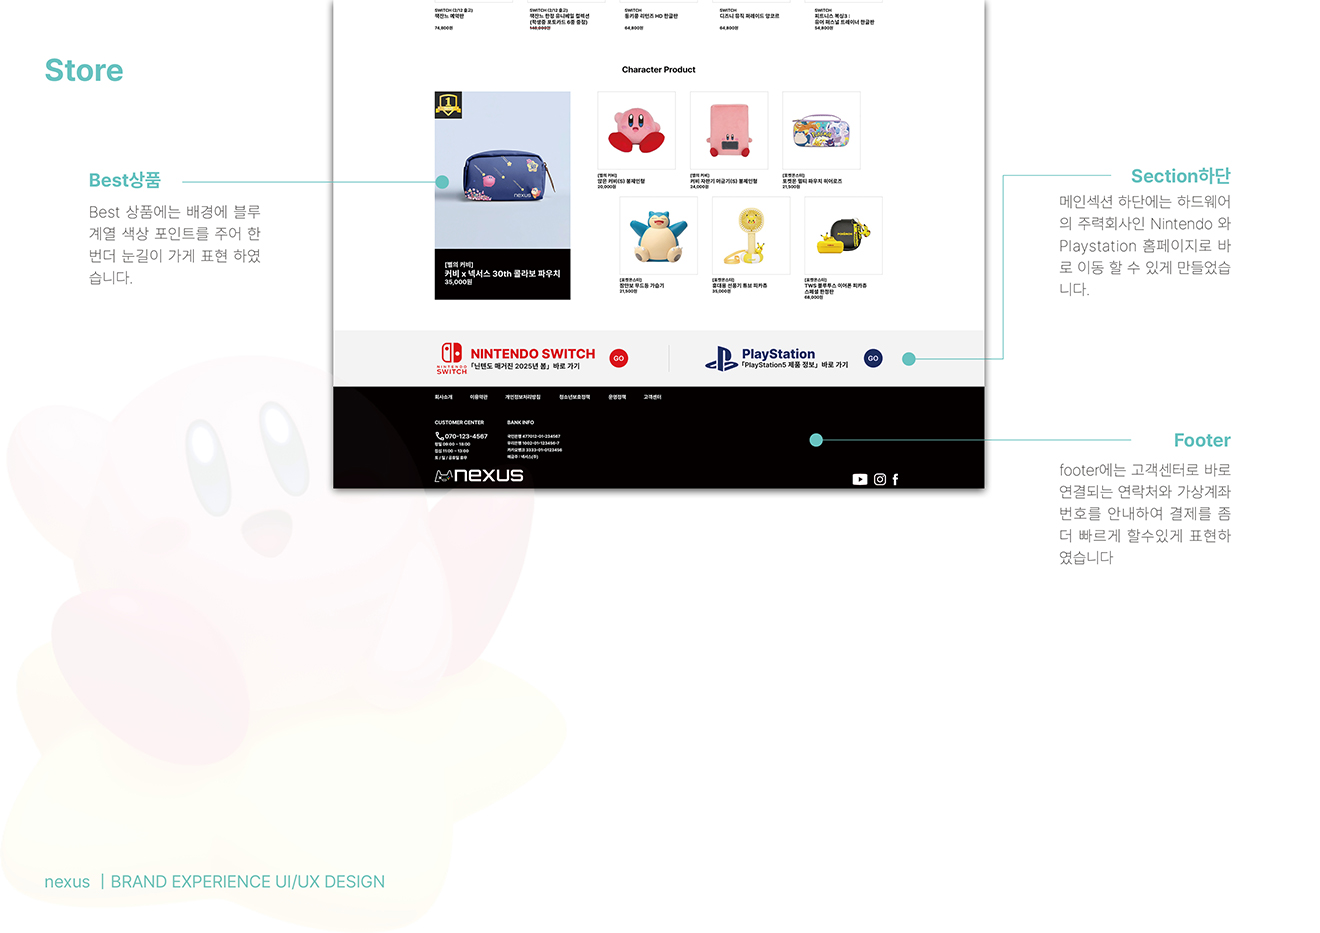 Store
SWITCH (3/12 출고)
SWITCH (3/12 출고)
SWITCH
SWITCH
SWITCH
잭잔느 예약판
잭잔느 한정 유니베일 컬렉션
동키콩 리턴즈 HD 한글판
디즈니 뮤직 퍼레이드 앙코르
피트니스 복싱3 :
(학생증 포토카드 6종 증정)
유어 퍼스널 트레이너 한글판
74,800원
148,000원
64,800원
64,800원
54,800원
Character Product
1
nexus
[별의 커비]
커비 x 넥서스 30th 콜라보 파우치
35,000원
[별의 커비]
앉은 커비(S) 봉제인형
20,900원
[별의 커비]
24,000원
[포켓몬스터]
포켓몬 멀티 파우치 히어로즈
21,500원
[포켓몬스터]
잠만보 무드등 가습기
21,500원
[포켓몬스터]
휴대용 선풍기 튜브 피카츄
35,000원
[포켓몬스터]
TWS 블루투스 이어폰 피카츄
스페셜 한정판
68,900원
Best상품
Best 상품에는 배경에 블루
계열 색상 포인트를 주어 한
번더 눈길이 가게 표현 하였
습니다.
Section하단
메인섹션 하단에는 하드웨어
의 주력회사인 Nintendo 와
Playstation 홈페이지로 바
로 이동 할 수 있게 만들었습
니다.
NINTENDO
SWITCH
NINTENDO SWITCH
「닌텐도 매거진 2025년 봄」 바로 가기
GO
PlayStation
「PlayStation5 제품 정보」 바로 가기
GO
회사소개 이용약관 개인정보처리방침 청소년보호정책 운영정책 고객센터
CUSTOMER CENTER
070-123-4567
평일 09:00 ~ 18:00
점심 11:00 ~ 13:00
토 / 일 / 공휴일 휴무
BANK INFO
국민은행 477012-01-234567
우리은행 1002-01-123456-7
카카오뱅크 3333-01-0123456
예금주 : 넥서스(주)
nexus
Footer
footer에는 고객센터로 바로
연결되는 연락처와 가상계좌
번호를 안내하여 결제를 좀
더 빠르게 할수있게 표현하
였습니다
nexus | BRAND EXPERIENCE UI/UX DESIGN